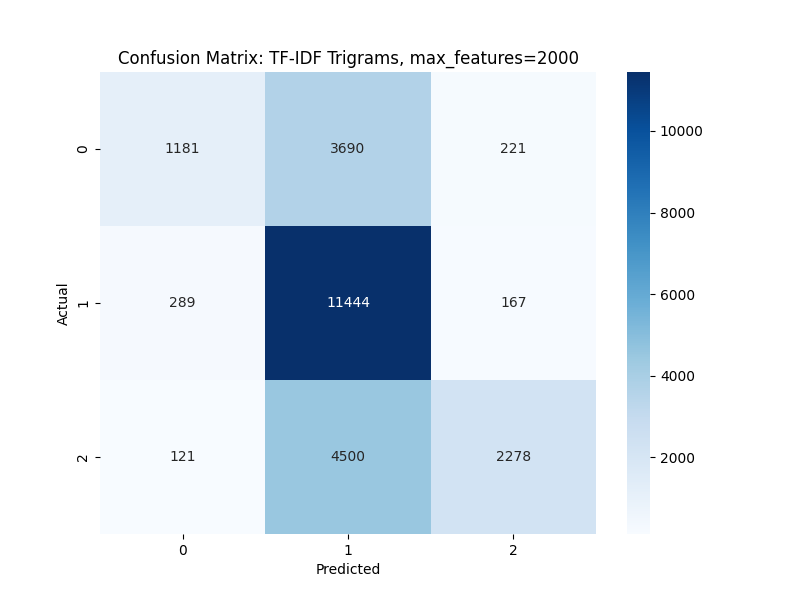 Confusion Matrix: TF-IDF Trigrams, max_features=2000
0 1181 3690 221
1 289 11444 167
2 121 4500 2278
0 1 2
Predicted
Actual
10000
8000
6000
4000
2000